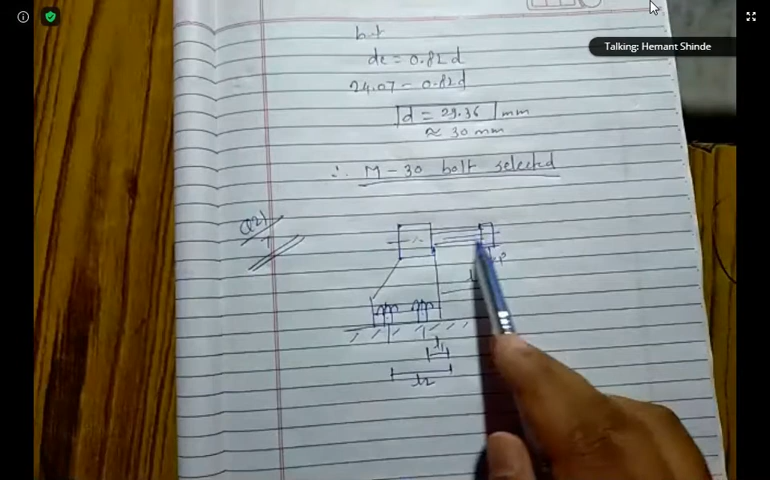 Talking: Hemant Shinde
dc = 0.82 d
24.07 - 0.82d
d = 29.36 mm
≈ 30 mm
∴ M - 30 bolt selected
Q2)
P
l
l1
l2